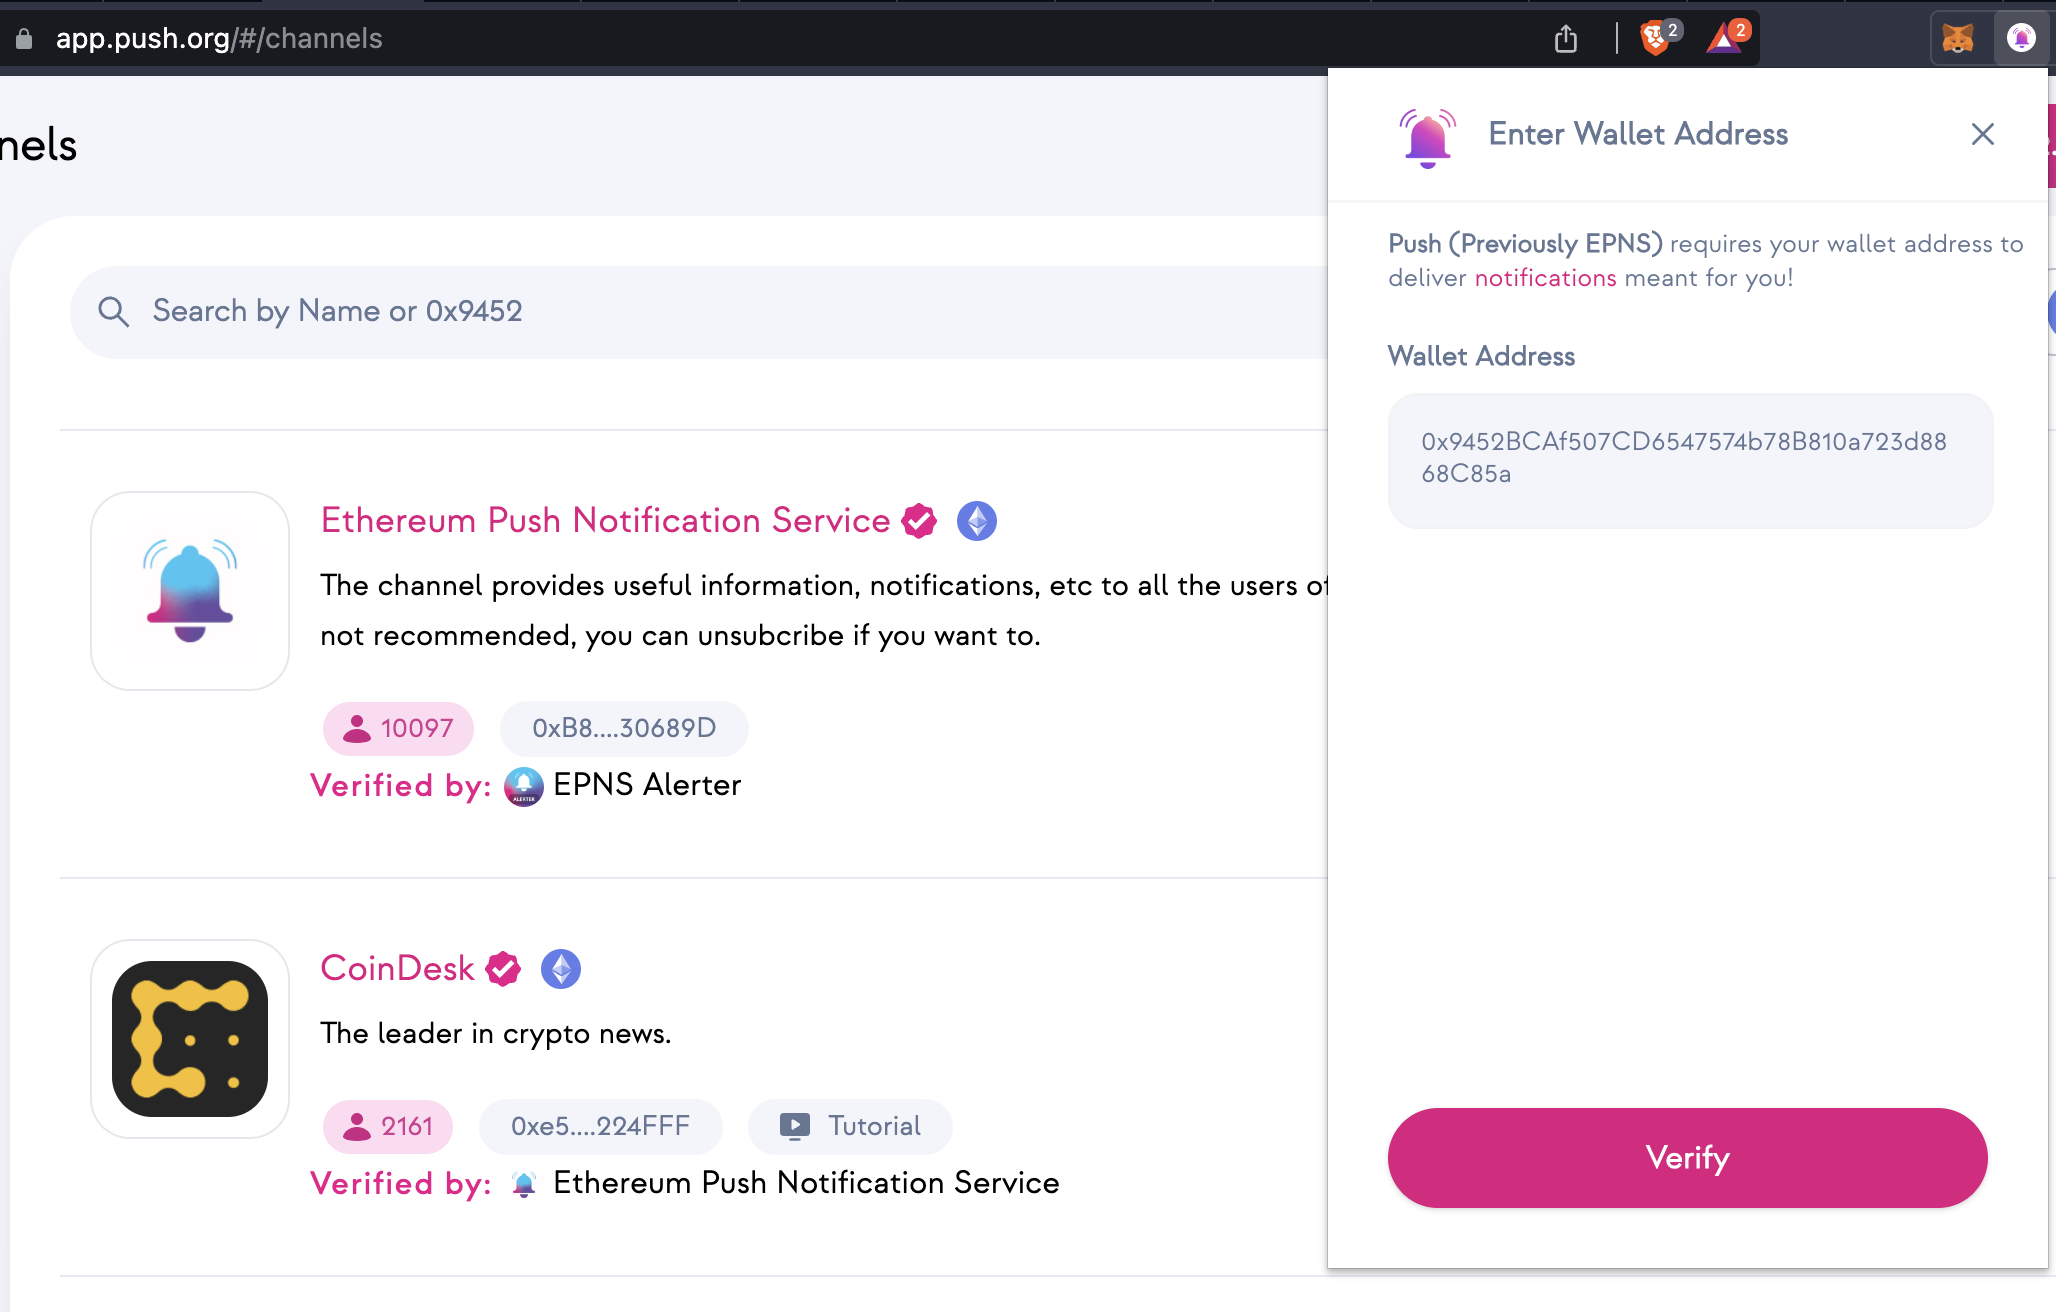 app.push.org/#/channels
2
2
nels
Search by Name or 0x9452
Ethereum Push Notification Service
The channel provides useful information, notifications, etc to all the users of
not recommended, you can unsubcribe if you want to.
10097
0xB8....30689D
Verified by:
ALERTER
EPNS Alerter
CoinDesk
The leader in crypto news.
2161
0xe5....224FFF
Tutorial
Verified by:
Ethereum Push Notification Service
Enter Wallet Address
Push (Previously EPNS) requires your wallet address to
deliver notifications meant for you!
Wallet Address
0x9452BCAf507CD6547574b78B810a723d88
68C85a
Verify